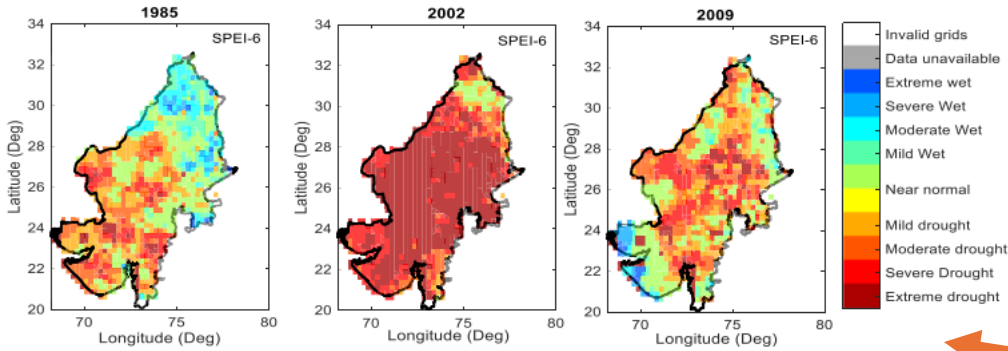 1985
SPEI-6
34
32
30
28
26
24
22
20
Latitude (Deg)
70
75
80
Longitude (Deg)
2002
SPEI-6
34
32
30
28
26
24
22
20
Latitude (Deg)
70
75
80
Longitude (Deg)
2009
SPEI-6
34
32
30
28
26
24
22
20
Latitude (Deg)
70
75
80
Longitude (Deg)
Invalid grids
Data unavailable
Extreme wet
Severe Wet
Moderate Wet
Mild Wet
Near normal
Mild drought
Moderate drought
Severe Drought
Extreme drought